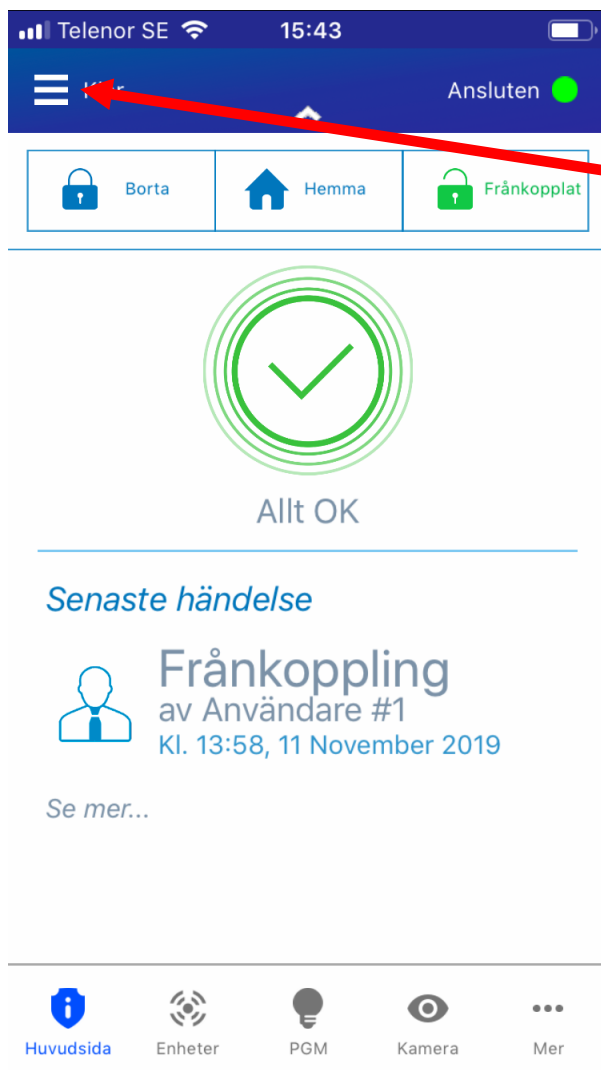 Telenor SE 15:43
Ansluten
Borta Hemma Frånkopplat
Allt OK
Senaste händelse
Frånkoppling
av Användare #1
Kl. 13:58, 11 November 2019
Se mer...
Huvudsida Enheter PGM Kamera Mer